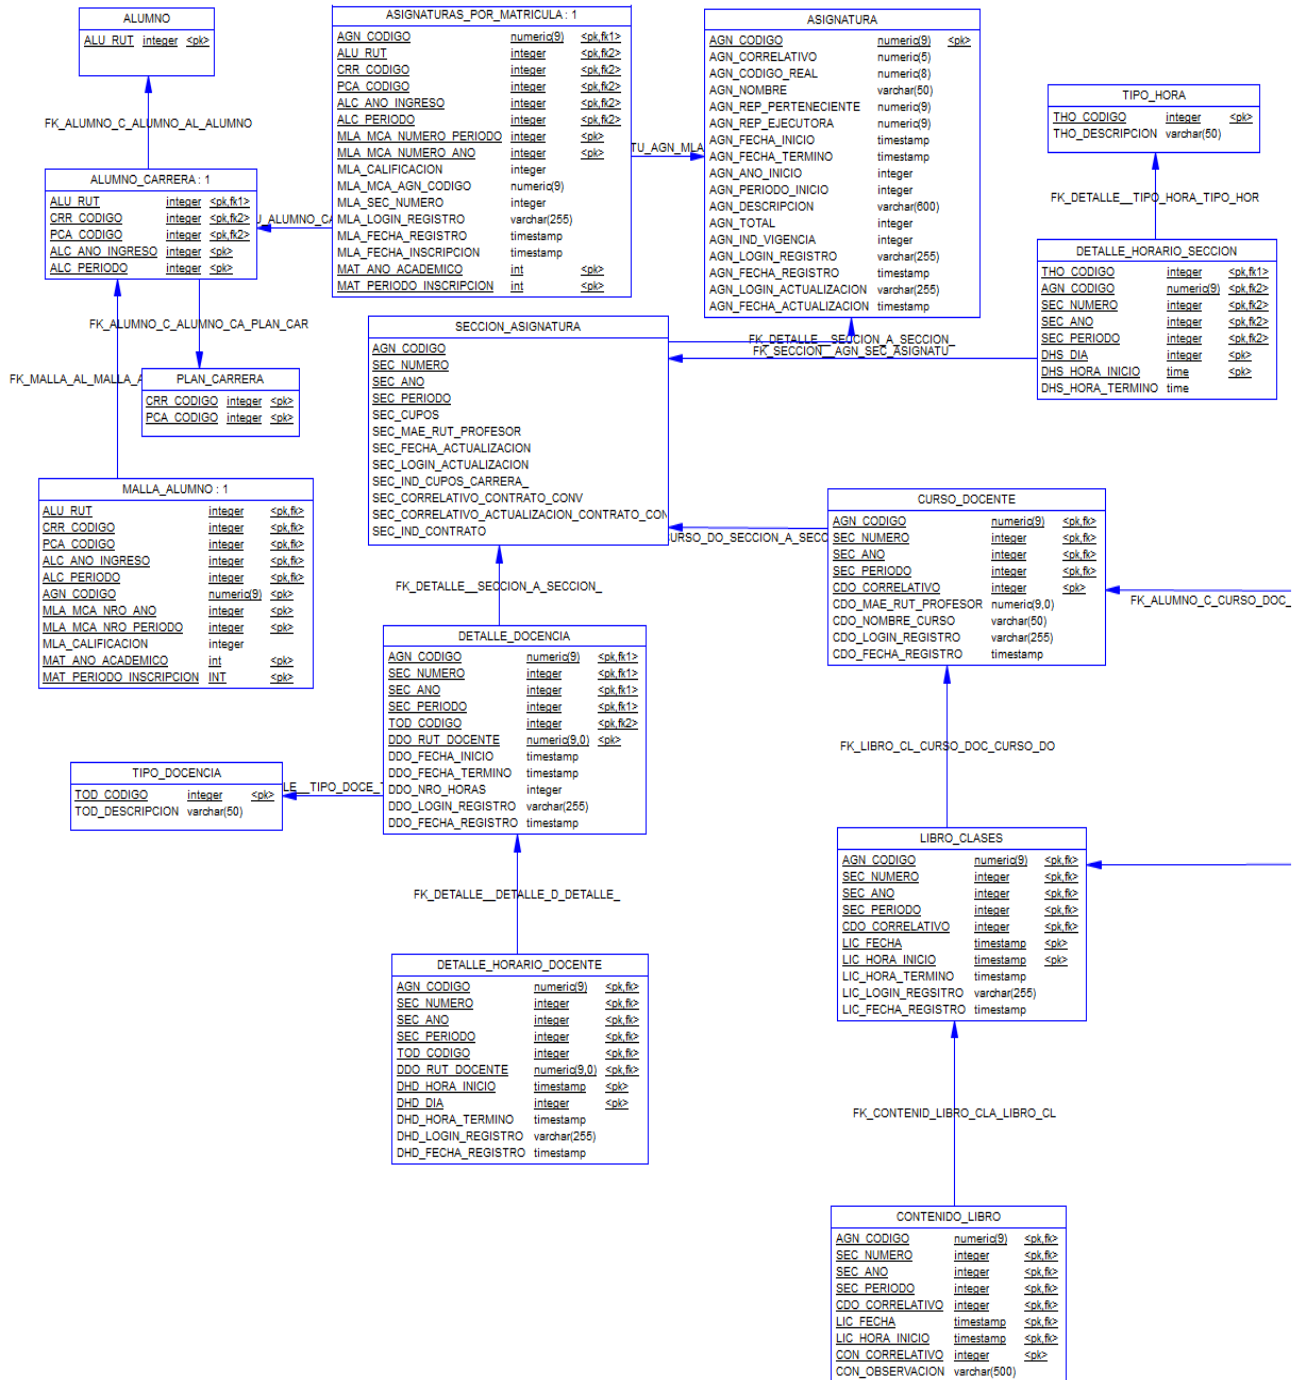 ALUMNO
ALU_RUT integer <pk>
FK_ALUMNO_C_ALUMNO_AL_ALUMNO
ALUMNO_CARRERA : 1
ALU_RUT integer <pk,fk1>
CRR_CODIGO integer <pk,fk2>
PCA_CODIGO integer <pk,fk2>
ALC_ANO_INGRESO integer <pk>
ALC_PERIODO integer <pk>
J_ALUMNO_CA
FK_ALUMNO_C_ALUMNO_CA_PLAN_CAR
FK_MALLA_AL_MALLA_A
PLAN_CARRERA
CRR_CODIGO integer <pk>
PCA_CODIGO integer <pk>
MALLA_ALUMNO : 1
ALU_RUT integer <pk,fk>
CRR_CODIGO integer <pk,fk>
PCA_CODIGO integer <pk,fk>
ALC_ANO_INGRESO integer <pk,fk>
ALC_PERIODO integer <pk,fk>
AGN_CODIGO numeric(9) <pk>
MLA_MCA_NRO_ANO integer <pk>
MLA_MCA_NRO_PERIODO integer <pk>
MLA_CALIFICACION integer
MAT_ANO_ACADEMICO int <pk>
MAT_PERIODO_INSCRIPCION INT <pk>
ASIGNATURAS_POR_MATRICULA : 1
AGN_CODIGO numeric(9) <pk,fk1>
ALU_RUT integer <pk,fk2>
CRR_CODIGO integer <pk,fk2>
PCA_CODIGO integer <pk,fk2>
ALC_ANO_INGRESO integer <pk,fk2>
ALC_PERIODO integer <pk,fk2>
MLA_MCA_NUMERO_PERIODO integer <pk>
MLA_MCA_NUMERO_ANO integer <pk>
MLA_CALIFICACION integer
MLA_MCA_AGN_CODIGO numeric(9)
MLA_SEC_NUMERO integer
MLA_LOGIN_REGISTRO varchar(255)
MLA_FECHA_REGISTRO timestamp
MLA_FECHA_INSCRIPCION timestamp
MAT_ANO_ACADEMICO int <pk>
MAT_PERIODO_INSCRIPCION int <pk>
TU_AGN_MLA
ASIGNATURA
AGN_CODIGO numeric(9) <pk>
AGN_CORRELATIVO numeric(5)
AGN_CODIGO_REAL numeric(8)
AGN_NOMBRE varchar(50)
AGN_REP_PERTENECIENTE numeric(9)
AGN_REP_EJECUTORA numeric(9)
AGN_FECHA_INICIO timestamp
AGN_FECHA_TERMINO timestamp
AGN_ANO_INICIO integer
AGN_PERIODO_INICIO integer
AGN_DESCRIPCION varchar(600)
AGN_TOTAL integer
AGN_IND_VIGENCIA integer
AGN_LOGIN_REGISTRO varchar(255)
AGN_FECHA_REGISTRO timestamp
AGN_LOGIN_ACTUALIZACION varchar(255)
AGN_FECHA_ACTUALIZACION timestamp
TIPO_HORA
THO_CODIGO integer <pk>
THO_DESCRIPCION varchar(50)
FK_DETALLE__TIPO_HORA_TIPO_HOR
DETALLE_HORARIO_SECCION
THO_CODIGO integer <pk,fk1>
AGN_CODIGO numeric(9) <pk,fk2>
SEC_NUMERO integer <pk,fk2>
SEC_ANO integer <pk,fk2>
SEC_PERIODO integer <pk,fk2>
DHS_DIA integer <pk>
DHS_HORA_INICIO time <pk>
DHS_HORA_TERMINO time
FK_DETALLE__SECCION_A_SECCION_
FK_SECCION__AGN_SEC_ASIGNATU
SECCION_ASIGNATURA
AGN_CODIGO
SEC_NUMERO
SEC_ANO
SEC_PERIODO
SEC_CUPOS
SEC_MAE_RUT_PROFESOR
SEC_FECHA_ACTUALIZACION
SEC_LOGIN_ACTUALIZACION
SEC_IND_CUPOS_CARRERA_
SEC_CORRELATIVO_CONTRATO_CONV
SEC_CORRELATIVO_ACTUALIZACION_CONTRATO_CON
SEC_IND_CONTRATO
URSO_DO_SECCION_A_SECC
FK_DETALLE__SECCION_A_SECCION_
CURSO_DOCENTE
AGN_CODIGO numeric(9) <pk,fk>
SEC_NUMERO integer <pk,fk>
SEC_ANO integer <pk,fk>
SEC_PERIODO integer <pk,fk>
CDO_CORRELATIVO integer <pk>
CDO_MAE_RUT_PROFESOR numeric(9,0)
CDO_NOMBRE_CURSO varchar(50)
CDO_LOGIN_REGISTRO varchar(255)
CDO_FECHA_REGISTRO timestamp
FK_ALUMNO_C_CURSO_DOC_
DETALLE_DOCENCIA
AGN_CODIGO numeric(9) <pk,fk1>
SEC_NUMERO integer <pk,fk1>
SEC_ANO integer <pk,fk1>
SEC_PERIODO integer <pk,fk1>
TOD_CODIGO integer <pk,fk2>
DDO_RUT_DOCENTE numeric(9,0) <pk>
DDO_FECHA_INICIO timestamp
DDO_FECHA_TERMINO timestamp
DDO_NRO_HORAS integer
DDO_LOGIN_REGISTRO varchar(255)
DDO_FECHA_REGISTRO timestamp
TIPO_DOCENCIA
TOD_CODIGO integer <pk>
TOD_DESCRIPCION varchar(50)
LE__TIPO_DOCE_T
FK_DETALLE__DETALLE_D_DETALLE_
FK_LIBRO_CL_CURSO_DOC_CURSO_DO
LIBRO_CLASES
AGN_CODIGO numeric(9) <pk,fk>
SEC_NUMERO integer <pk,fk>
SEC_ANO integer <pk,fk>
SEC_PERIODO integer <pk,fk>
CDO_CORRELATIVO integer <pk,fk>
LIC_FECHA timestamp <pk>
LIC_HORA_INICIO timestamp <pk>
LIC_HORA_TERMINO timestamp
LIC_LOGIN_REGSITRO varchar(255)
LIC_FECHA_REGISTRO timestamp
DETALLE_HORARIO_DOCENTE
AGN_CODIGO numeric(9) <pk,fk>
SEC_NUMERO integer <pk,fk>
SEC_ANO integer <pk,fk>
SEC_PERIODO integer <pk,fk>
TOD_CODIGO integer <pk,fk>
DDO_RUT_DOCENTE numeric(9,0) <pk,fk>
DHD_HORA_INICIO timestamp <pk>
DHD_DIA integer <pk>
DHD_HORA_TERMINO timestamp
DHD_LOGIN_REGISTRO varchar(255)
DHD_FECHA_REGISTRO timestamp
FK_CONTENID_LIBRO_CLA_LIBRO_CL
CONTENIDO_LIBRO
AGN_CODIGO numeric(9) <pk,fk>
SEC_NUMERO integer <pk,fk>
SEC_ANO integer <pk,fk>
SEC_PERIODO integer <pk,fk>
CDO_CORRELATIVO integer <pk,fk>
LIC_FECHA timestamp <pk,fk>
LIC_HORA_INICIO timestamp <pk,fk>
CON_CORRELATIVO integer <pk>
CON_OBSERVACION varchar(500)